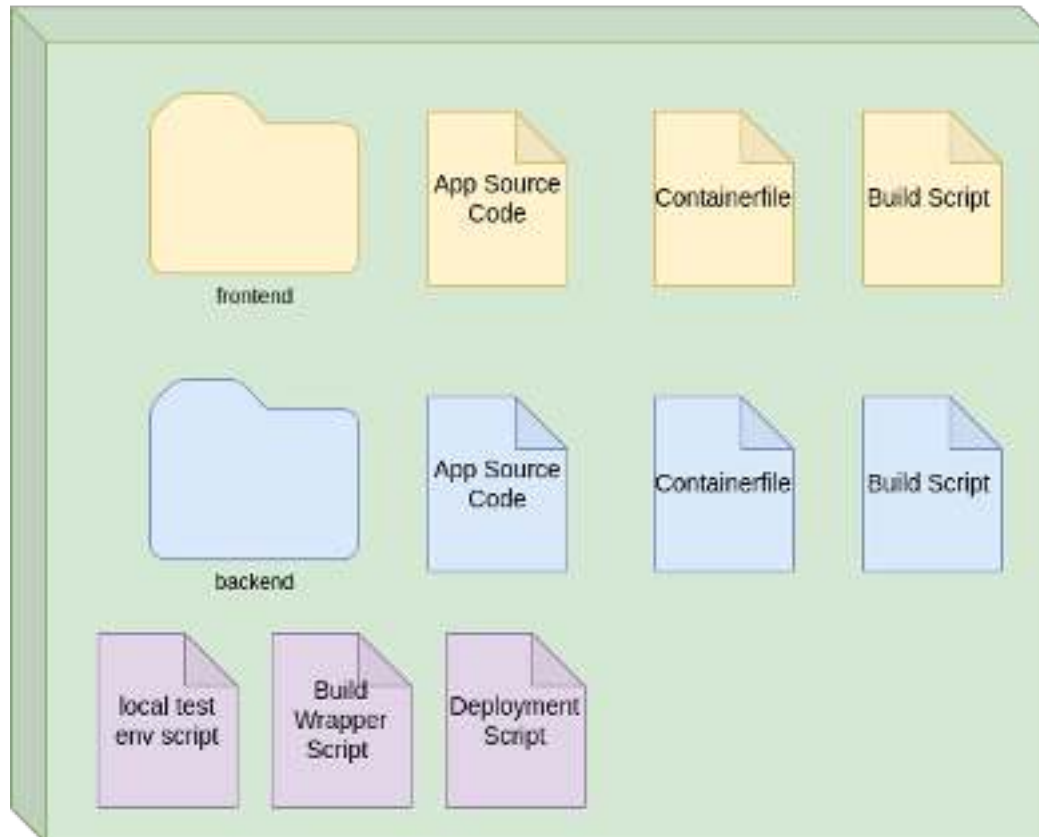 App Source
Code
Containerfile
Build Script
frontend
App Source
Code
Containerfile
Build Script
backend
local test
env script
Build
Wrapper
Script
Deployment
Script